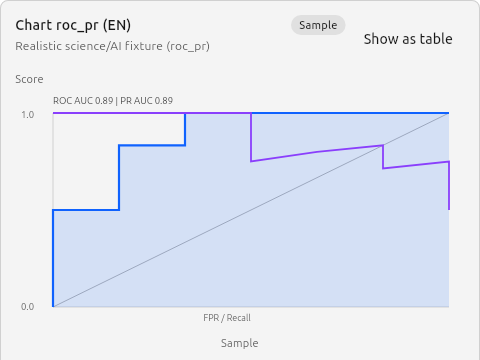 Chart roc_pr (EN)
Sample
Show as table
Realistic science/AI fixture (roc_pr)
Score
ROC AUC 0.89 | PR AUC 0.89
1.0
0.0
FPR / Recall
Sample